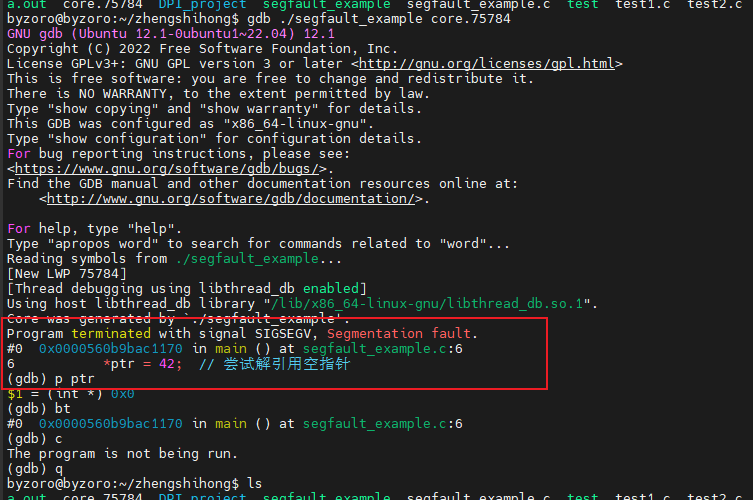 a.out  core.75784  DPI_project  segfault_example  segfault_example.c  test  test1.c  test2.c
byzoro@byzoro:~/zhengshihong$ gdb ./segfault_example core.75784
GNU gdb (Ubuntu 12.1-0ubuntu1~22.04) 12.1
Copyright (C) 2022 Free Software Foundation, Inc.
License GPLv3+: GNU GPL version 3 or later <http://gnu.org/licenses/gpl.html>
This is free software: you are free to change and redistribute it.
There is NO WARRANTY, to the extent permitted by law.
Type "show copying" and "show warranty" for details.
This GDB was configured as "x86_64-linux-gnu".
Type "show configuration" for configuration details.
For bug reporting instructions, please see:
<https://www.gnu.org/software/gdb/bugs/>.
Find the GDB manual and other documentation resources online at:
    <http://www.gnu.org/software/gdb/documentation/>.

For help, type "help".
Type "apropos word" to search for commands related to "word"...
Reading symbols from ./segfault_example...
[New LWP 75784]
[Thread debugging using libthread_db enabled]
Using host libthread_db library "/lib/x86_64-linux-gnu/libthread_db.so.1".
Core was generated by `./segfault_example'.
Program terminated with signal SIGSEGV, Segmentation fault.
#0  0x0000560b9bac1170 in main () at segfault_example.c:6
6           *ptr = 42;  // 尝试解引用空指针
(gdb) p ptr
$1 = (int *) 0x0
(gdb) bt
#0  0x0000560b9bac1170 in main () at segfault_example.c:6
(gdb) c
The program is not being run.
(gdb) q
byzoro@byzoro:~/zhengshihong$ ls
a.out  core.75784  DPI_project  segfault_example  segfault_example.c  test  test1.c  test2.c